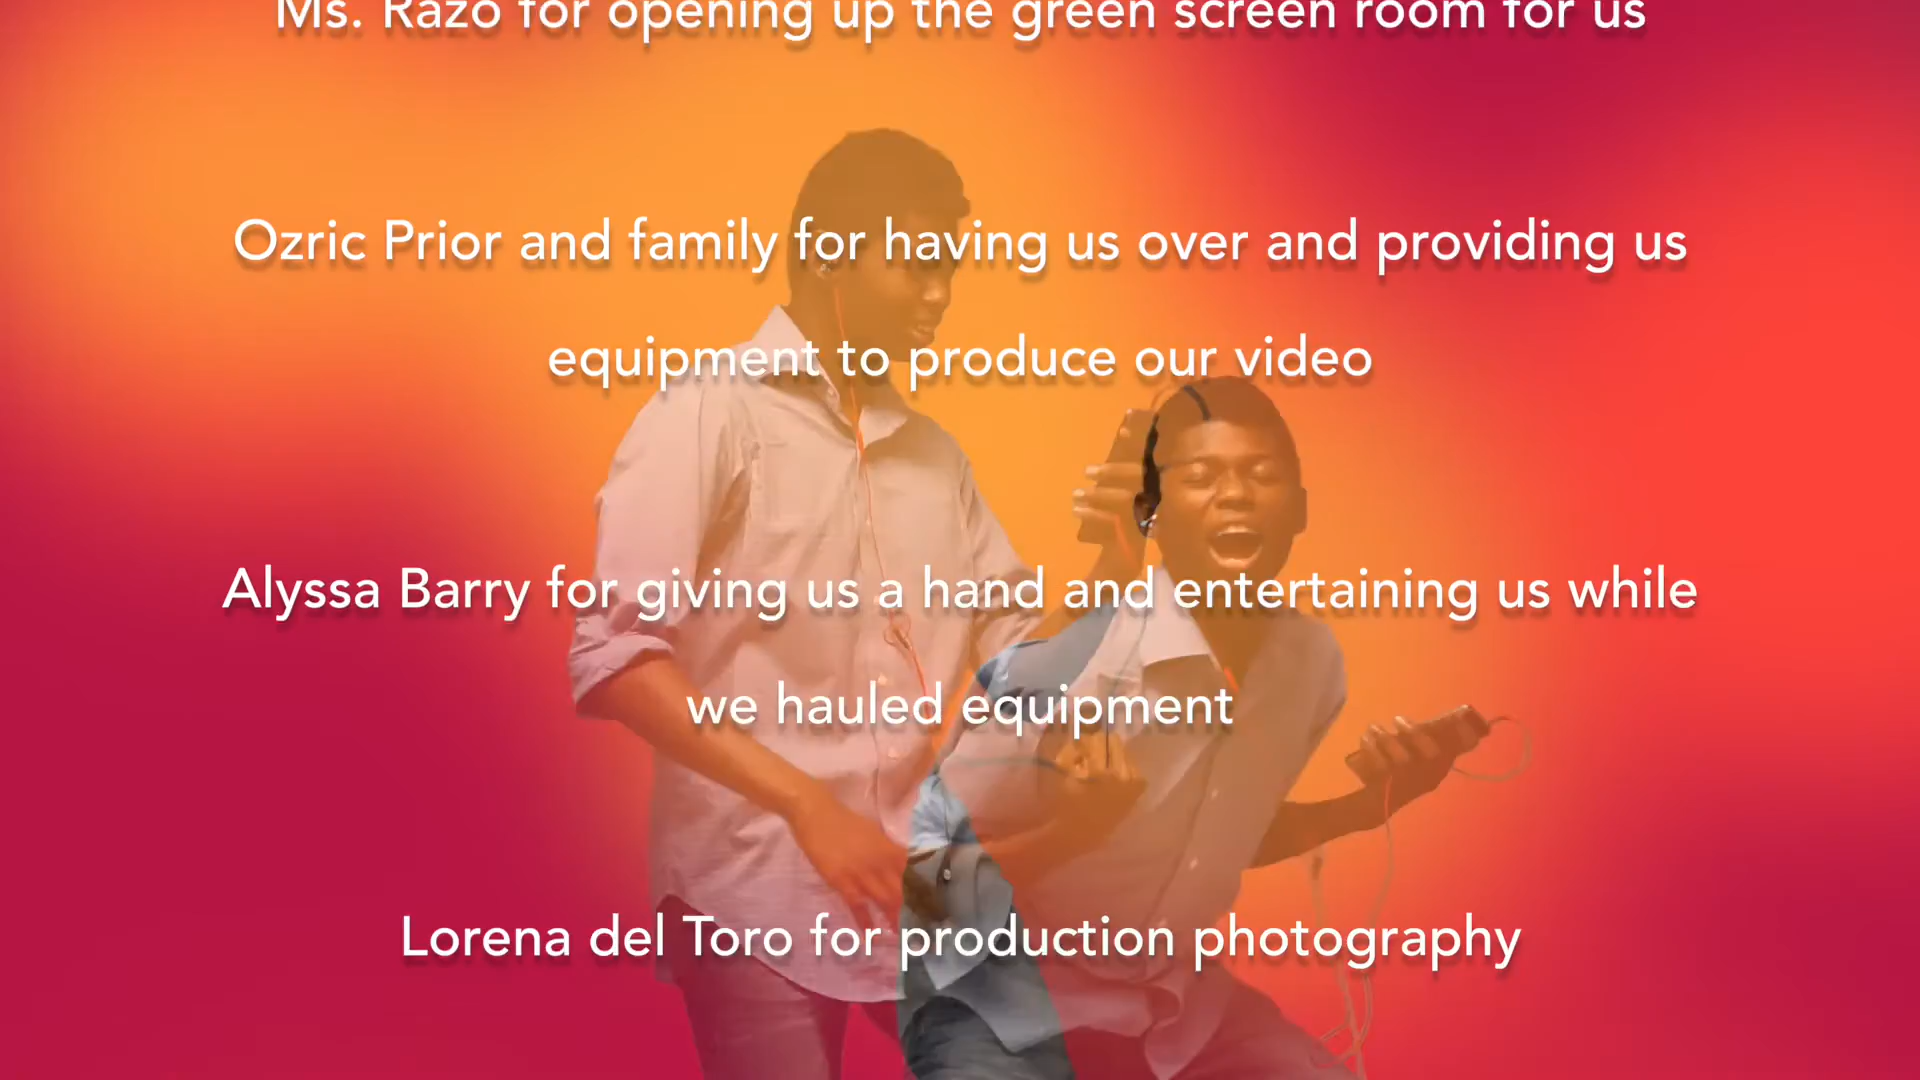 Ms. Razo for opening up the green screen room for us
Ozric Prior and family for having us over and providing us
equipment to produce our video
Alyssa Barry for giving us a hand and entertaining us while
we hauled equipment
Lorena del Toro for production photography